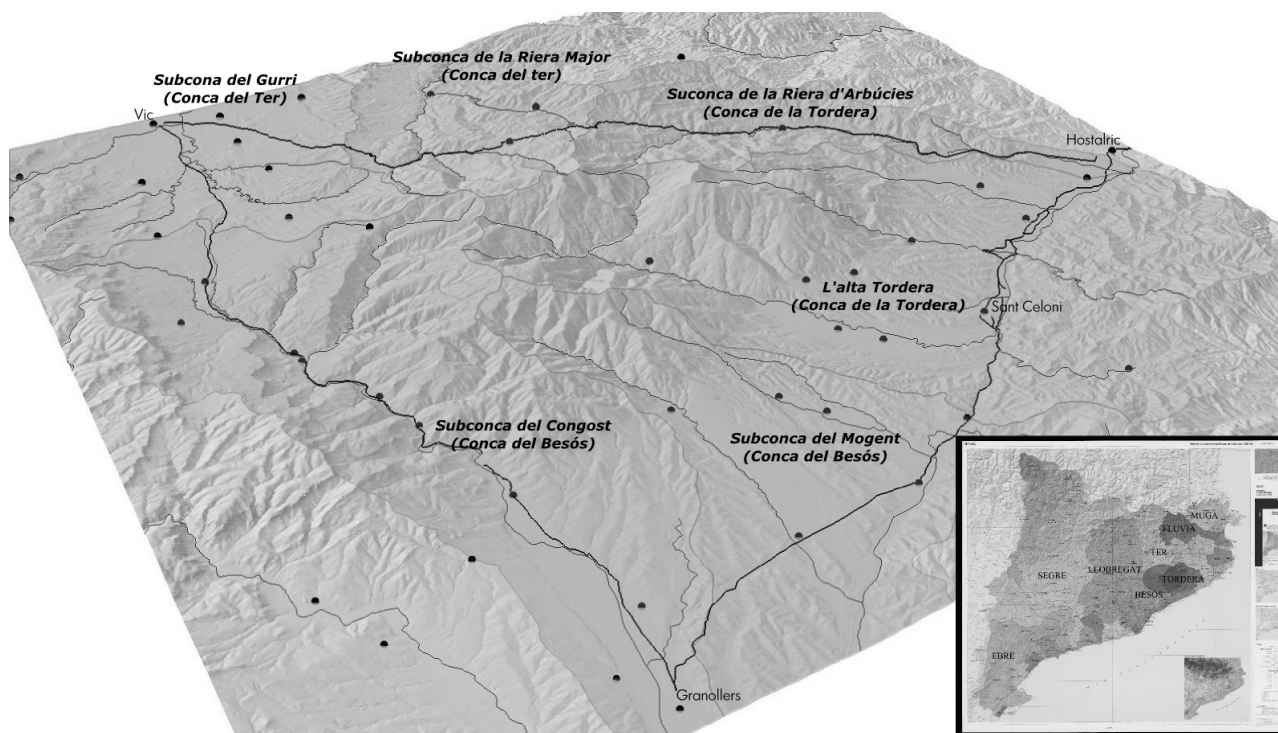 Subconca de la Riera Major
(Conca del ter)
Subcona del Gurri
(Conca del Ter)
Suconca de la Riera d'Arbúcies
(Conca de la Tordera)
Vic
Hostalric
L'alta Tordera
(Conca de la Tordera)
Sant Celoni
Subconca del Congost
(Conca del Besós)
Subconca del Mogent
(Conca del Besós)
Granollers
MUGA
FLUVIA
TER
SEGRE
LLOBREGAT
TORDERA
BESÒS
EBRE